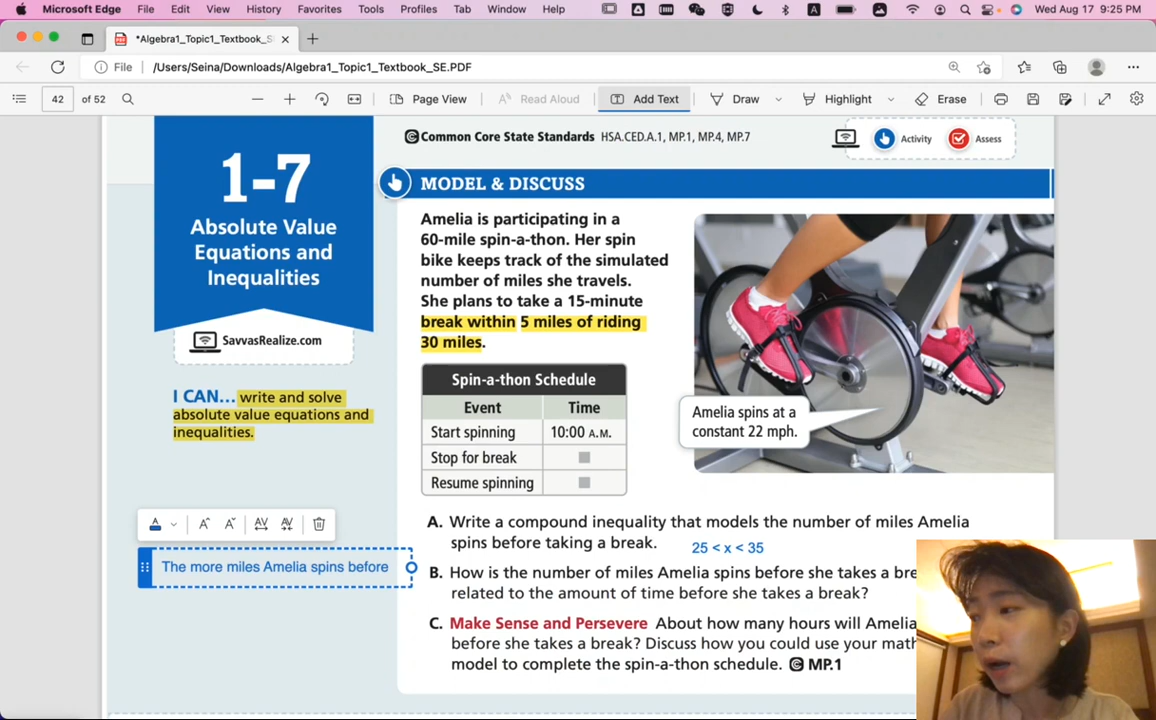 Microsoft Edge File Edit View History Favorites Tools Profiles Tab Window Help A Wed Aug 17 9:25 PM
*Algebra1_Topic1_Textbook_S
File /Users/Seina/Downloads/Algebra1_Topic1_Textbook_SE.PDF
42 of 52 Page View Read Aloud Add Text Draw Highlight Erase
Common Core State Standards HSA.CED.A.1, MP.1, MP.4, MP.7
Activity Assess
1-7
Absolute Value
Equations and
Inequalities
SavvasRealize.com
I CAN... write and solve
absolute value equations and
inequalities.
MODEL & DISCUSS
Amelia is participating in a
60-mile spin-a-thon. Her spin
bike keeps track of the simulated
number of miles she travels.
She plans to take a 15-minute
break within 5 miles of riding
30 miles.
Spin-a-thon Schedule
Event Time
Start spinning 10:00 A.M.
Stop for break
Resume spinning
Amelia spins at a
constant 22 mph.
A. Write a compound inequality that models the number of miles Amelia
spins before taking a break. 25 < x < 35
The more miles Amelia spins before
B. How is the number of miles Amelia spins before she takes a bre
related to the amount of time before she takes a break?
C. Make Sense and Persevere About how many hours will Amelia
before she takes a break? Discuss how you could use your math
model to complete the spin-a-thon schedule. MP.1